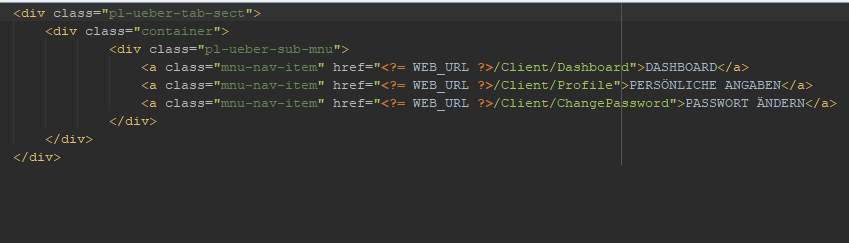 <div class="pl-ueber-tab-sect">
<div class="container">
<div class="pl-ueber-sub-mnu">
<a class="mnu-nav-item" href="<?= WEB_URL ?>/Client/Dashboard">DASHBOARD</a>
<a class="mnu-nav-item" href="<?= WEB_URL ?>/Client/Profile">PERSÖNLICHE ANGABEN</a>
<a class="mnu-nav-item" href="<?= WEB_URL ?>/Client/ChangePassword">PASSWORT ÄNDERN</a>
</div>
</div>
</div>